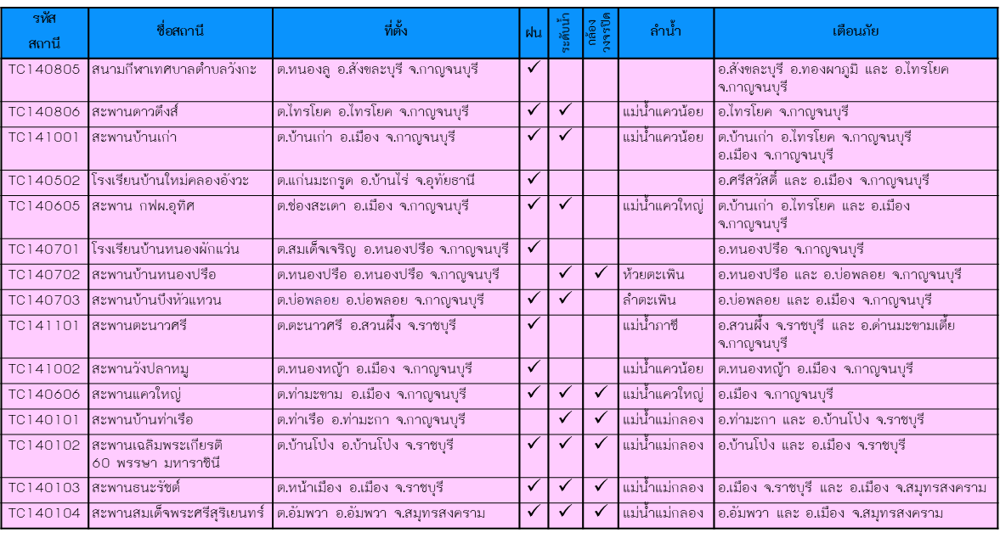 รหัส
สถานี
ชื่อสถานี
ที่ตั้ง
ฝน
ระดับน้ำ
กล้อง
วงจรปิด
ลำน้ำ
เตือนภัย
TC140805 สนามกีฬาเทศบาลตำบลวังกะ ต.หนองลู อ.สังขละบุรี จ.กาญจนบุรี ✓ อ.สังขละบุรี อ.ทองผาภูมิ และ อ.ไทรโยค
จ.กาญจนบุรี
TC140806 สะพานดาวดึงส์ ต.ไทรโยค อ.ไทรโยค จ.กาญจนบุรี ✓ ✓ แม่น้ำแควน้อย อ.ไทรโยค จ.กาญจนบุรี
TC141001 สะพานบ้านเก่า ต.บ้านเก่า อ.เมือง จ.กาญจนบุรี ✓ ✓ แม่น้ำแควน้อย ต.บ้านเก่า อ.ไทรโยค จ.กาญจนบุรี
อ.เมือง จ.กาญจนบุรี
TC140502 โรงเรียนบ้านใหม่คลองอังวะ ต.แก่นมะกรูด อ.บ้านไร่ จ.อุทัยธานี ✓ อ.ศรีสวัสดิ์ และ อ.เมือง จ.กาญจนบุรี
TC140605 สะพาน กฟผ.อุทิศ ต.ช่องสะเดา อ.เมือง จ.กาญจนบุรี ✓ ✓ แม่น้ำแควใหญ่ ต.บ้านเก่า อ.ไทรโยค และ อ.เมือง
จ.กาญจนบุรี
TC140701 โรงเรียนบ้านหนองผักแว่น ต.สมเด็จเจริญ อ.หนองปรือ จ.กาญจนบุรี ✓ อ.หนองปรือ จ.กาญจนบุรี
TC140702 สะพานบ้านหนองปรือ ต.หนองปรือ อ.หนองปรือ จ.กาญจนบุรี ✓ ✓ ห้วยตะเพิน อ.หนองปรือ และ อ.บ่อพลอย จ.กาญจนบุรี
TC140703 สะพานบ้านบึงหัวแหวน ต.บ่อพลอย อ.บ่อพลอย จ.กาญจนบุรี ✓ ✓ ลำตะเพิน อ.บ่อพลอย และ อ.เมือง จ.กาญจนบุรี
TC141101 สะพานตะนาวศรี ต.ตะนาวศรี อ.สวนผึ้ง จ.ราชบุรี ✓ แม่น้ำภาชี อ.สวนผึ้ง จ.ราชบุรี และ อ.ด่านมะขามเตี้ย
จ.กาญจนบุรี
TC141002 สะพานวังปลาหมู ต.หนองหญ้า อ.เมือง จ.กาญจนบุรี ✓ แม่น้ำแควน้อย ต.หนองหญ้า อ.เมือง จ.กาญจนบุรี
TC140606 สะพานแควใหญ่ ต.ท่ามะขาม อ.เมือง จ.กาญจนบุรี ✓ ✓ ✓ แม่น้ำแควใหญ่ อ.เมือง จ.กาญจนบุรี
TC140101 สะพานบ้านท่าเรือ ต.ท่าเรือ อ.ท่ามะกา จ.กาญจนบุรี ✓ ✓ แม่น้ำแม่กลอง อ.ท่ามะกา และ อ.บ้านโป่ง จ.ราชบุรี
TC140102 สะพานเฉลิมพระเกียรติ ต.บ้านโป่ง อ.บ้านโป่ง จ.ราชบุรี ✓ ✓ ✓ แม่น้ำแม่กลอง อ.บ้านโป่ง และ อ.เมือง จ.ราชบุรี
60 พรรษา มหาราชินี
TC140103 สะพานธนะรัชต์ ต.หน้าเมือง อ.เมือง จ.ราชบุรี ✓ ✓ ✓ แม่น้ำแม่กลอง อ.เมือง จ.ราชบุรี และ อ.เมือง จ.สมุทรสงคราม
TC140104 สะพานสมเด็จพระศรีสุริเยนทร์ ต.อัมพวา อ.อัมพวา จ.สมุทรสงคราม ✓ ✓ ✓ แม่น้ำแม่กลอง อ.อัมพวา และ อ.เมือง จ.สมุทรสงคราม